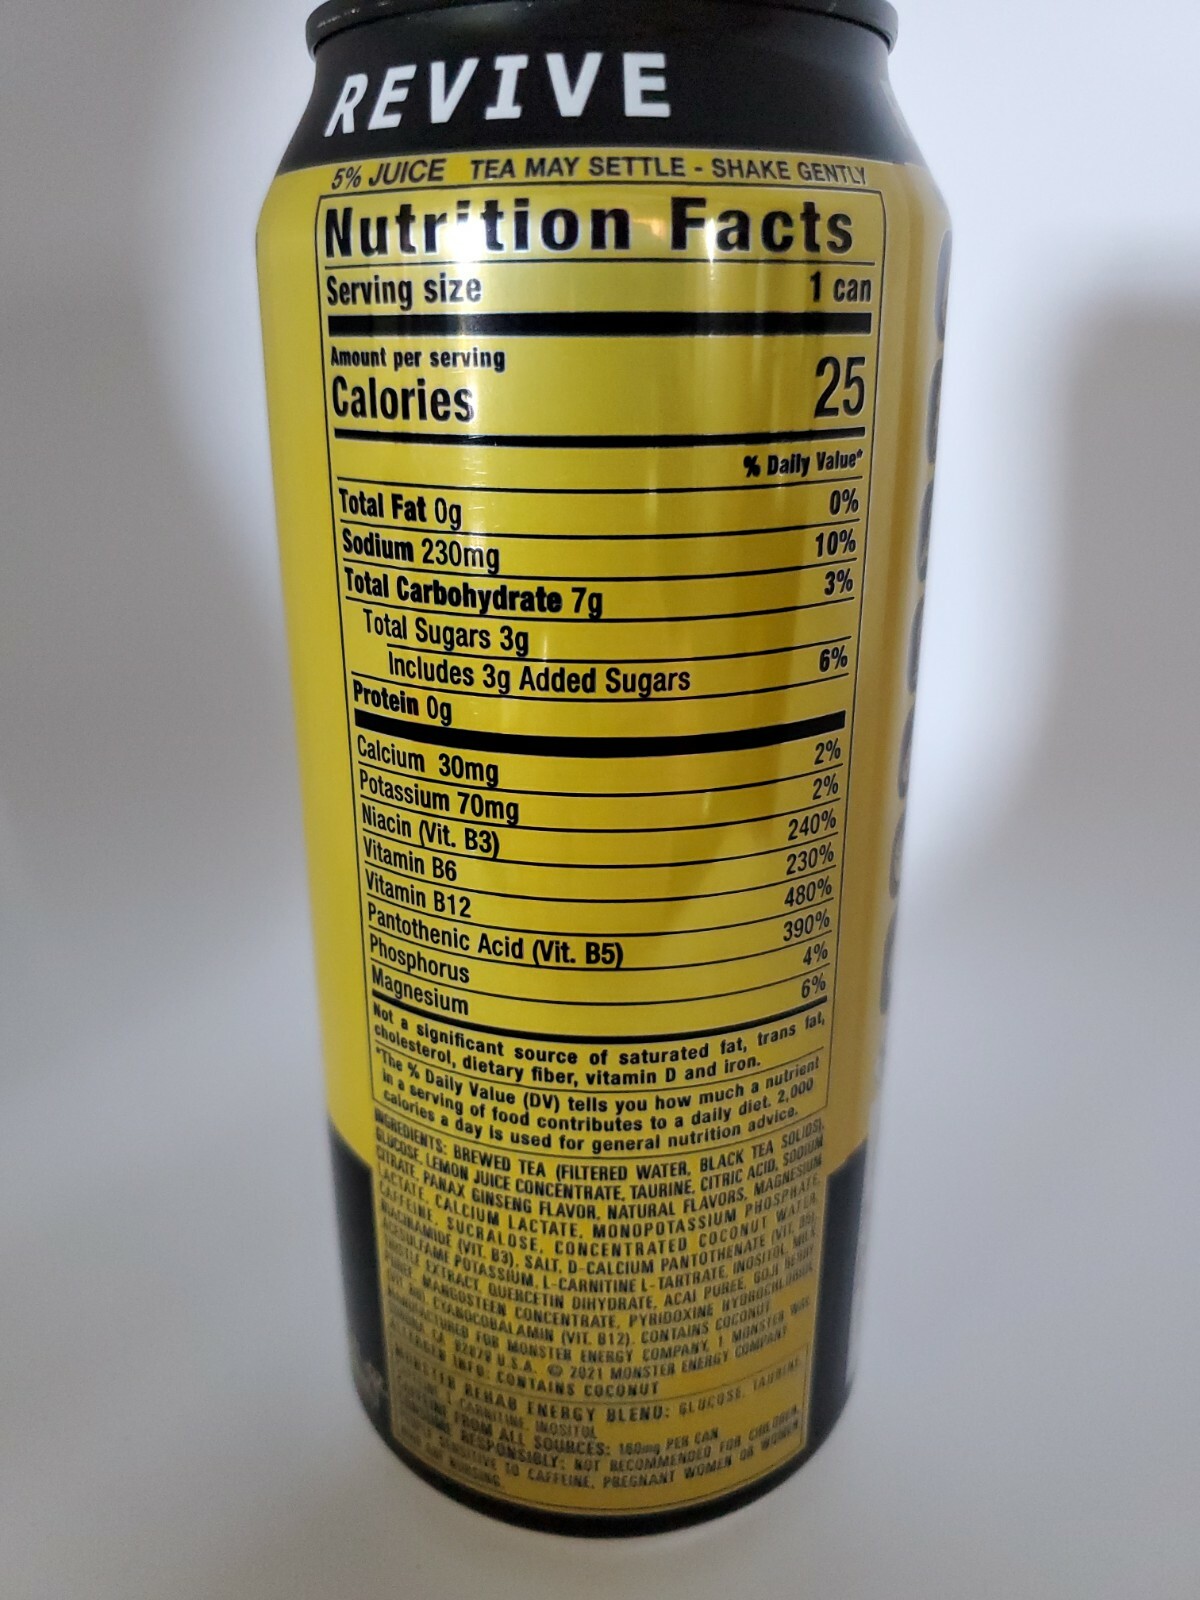 REVIVE
5% JUICE TEA MAY SETTLE - SHAKE GENTLY
Nutrition Facts
Serving size 1 can
Amount per serving
Calories 25
% Daily Value*
Total Fat 0g 0%
Sodium 230mg 10%
Total Carbohydrate 7g 3%
Total Sugars 3g
Includes 3g Added Sugars 6%
Protein 0g
Calcium 30mg 2%
Potassium 70mg 2%
Niacin (Vit. B3) 240%
Vitamin B6 230%
Vitamin B12 480%
Pantothenic Acid (Vit. B5) 390%
Phosphorus 4%
Magnesium 6%
Not a significant source of saturated fat, trans fat,
cholesterol, dietary fiber, vitamin D and iron.
*The % Daily Value (DV) tells you how much a nutrient
in a serving of food contributes to a daily diet. 2,000
calories a day is used for general nutrition advice.
INGREDIENTS: BREWED TEA (FILTERED WATER, BLACK TEA SOLIDS),
GLUCOSE, LEMON JUICE CONCENTRATE, TAURINE, CITRIC ACID, SODIUM
CITRATE, PANAX GINSENG FLAVOR, NATURAL FLAVORS, MAGNESIUM
LACTATE, CALCIUM LACTATE, MONOPOTASSIUM PHOSPHATE,
CAFFEINE, SUCRALOSE, CONCENTRATED COCONUT WATER,
NIACINAMIDE (VIT. B3), SALT, D-CALCIUM PANTOTHENATE (VIT. B5),
ACESULFAME POTASSIUM, L-CARNITINE L-TARTRATE, INOSITOL, MILK
THISTLE EXTRACT, QUERCETIN DIHYDRATE, ACAI PUREE, GOJI BERRY
PUREE, MANGOSTEEN CONCENTRATE, PYRIDOXINE HYDROCHLORIDE
(VIT. B6), CYANOCOBALAMIN (VIT. B12). CONTAINS COCONUT
MANUFACTURED FOR MONSTER ENERGY COMPANY, 1 MONSTER WAY
CORONA, CA 92879 U.S.A. © 2021 MONSTER ENERGY COMPANY
ALLERGEN INFO: CONTAINS COCONUT
MONSTER REHAB ENERGY BLEND: GLUCOSE, TAURINE,
CAFFEINE, L-CARNITINE, INOSITOL
CAFFEINE FROM ALL SOURCES: 160mg PER CAN
CONSUME RESPONSIBLY: NOT RECOMMENDED FOR CHILDREN,
PEOPLE SENSITIVE TO CAFFEINE, PREGNANT WOMEN OR WOMEN
WHO ARE NURSING.